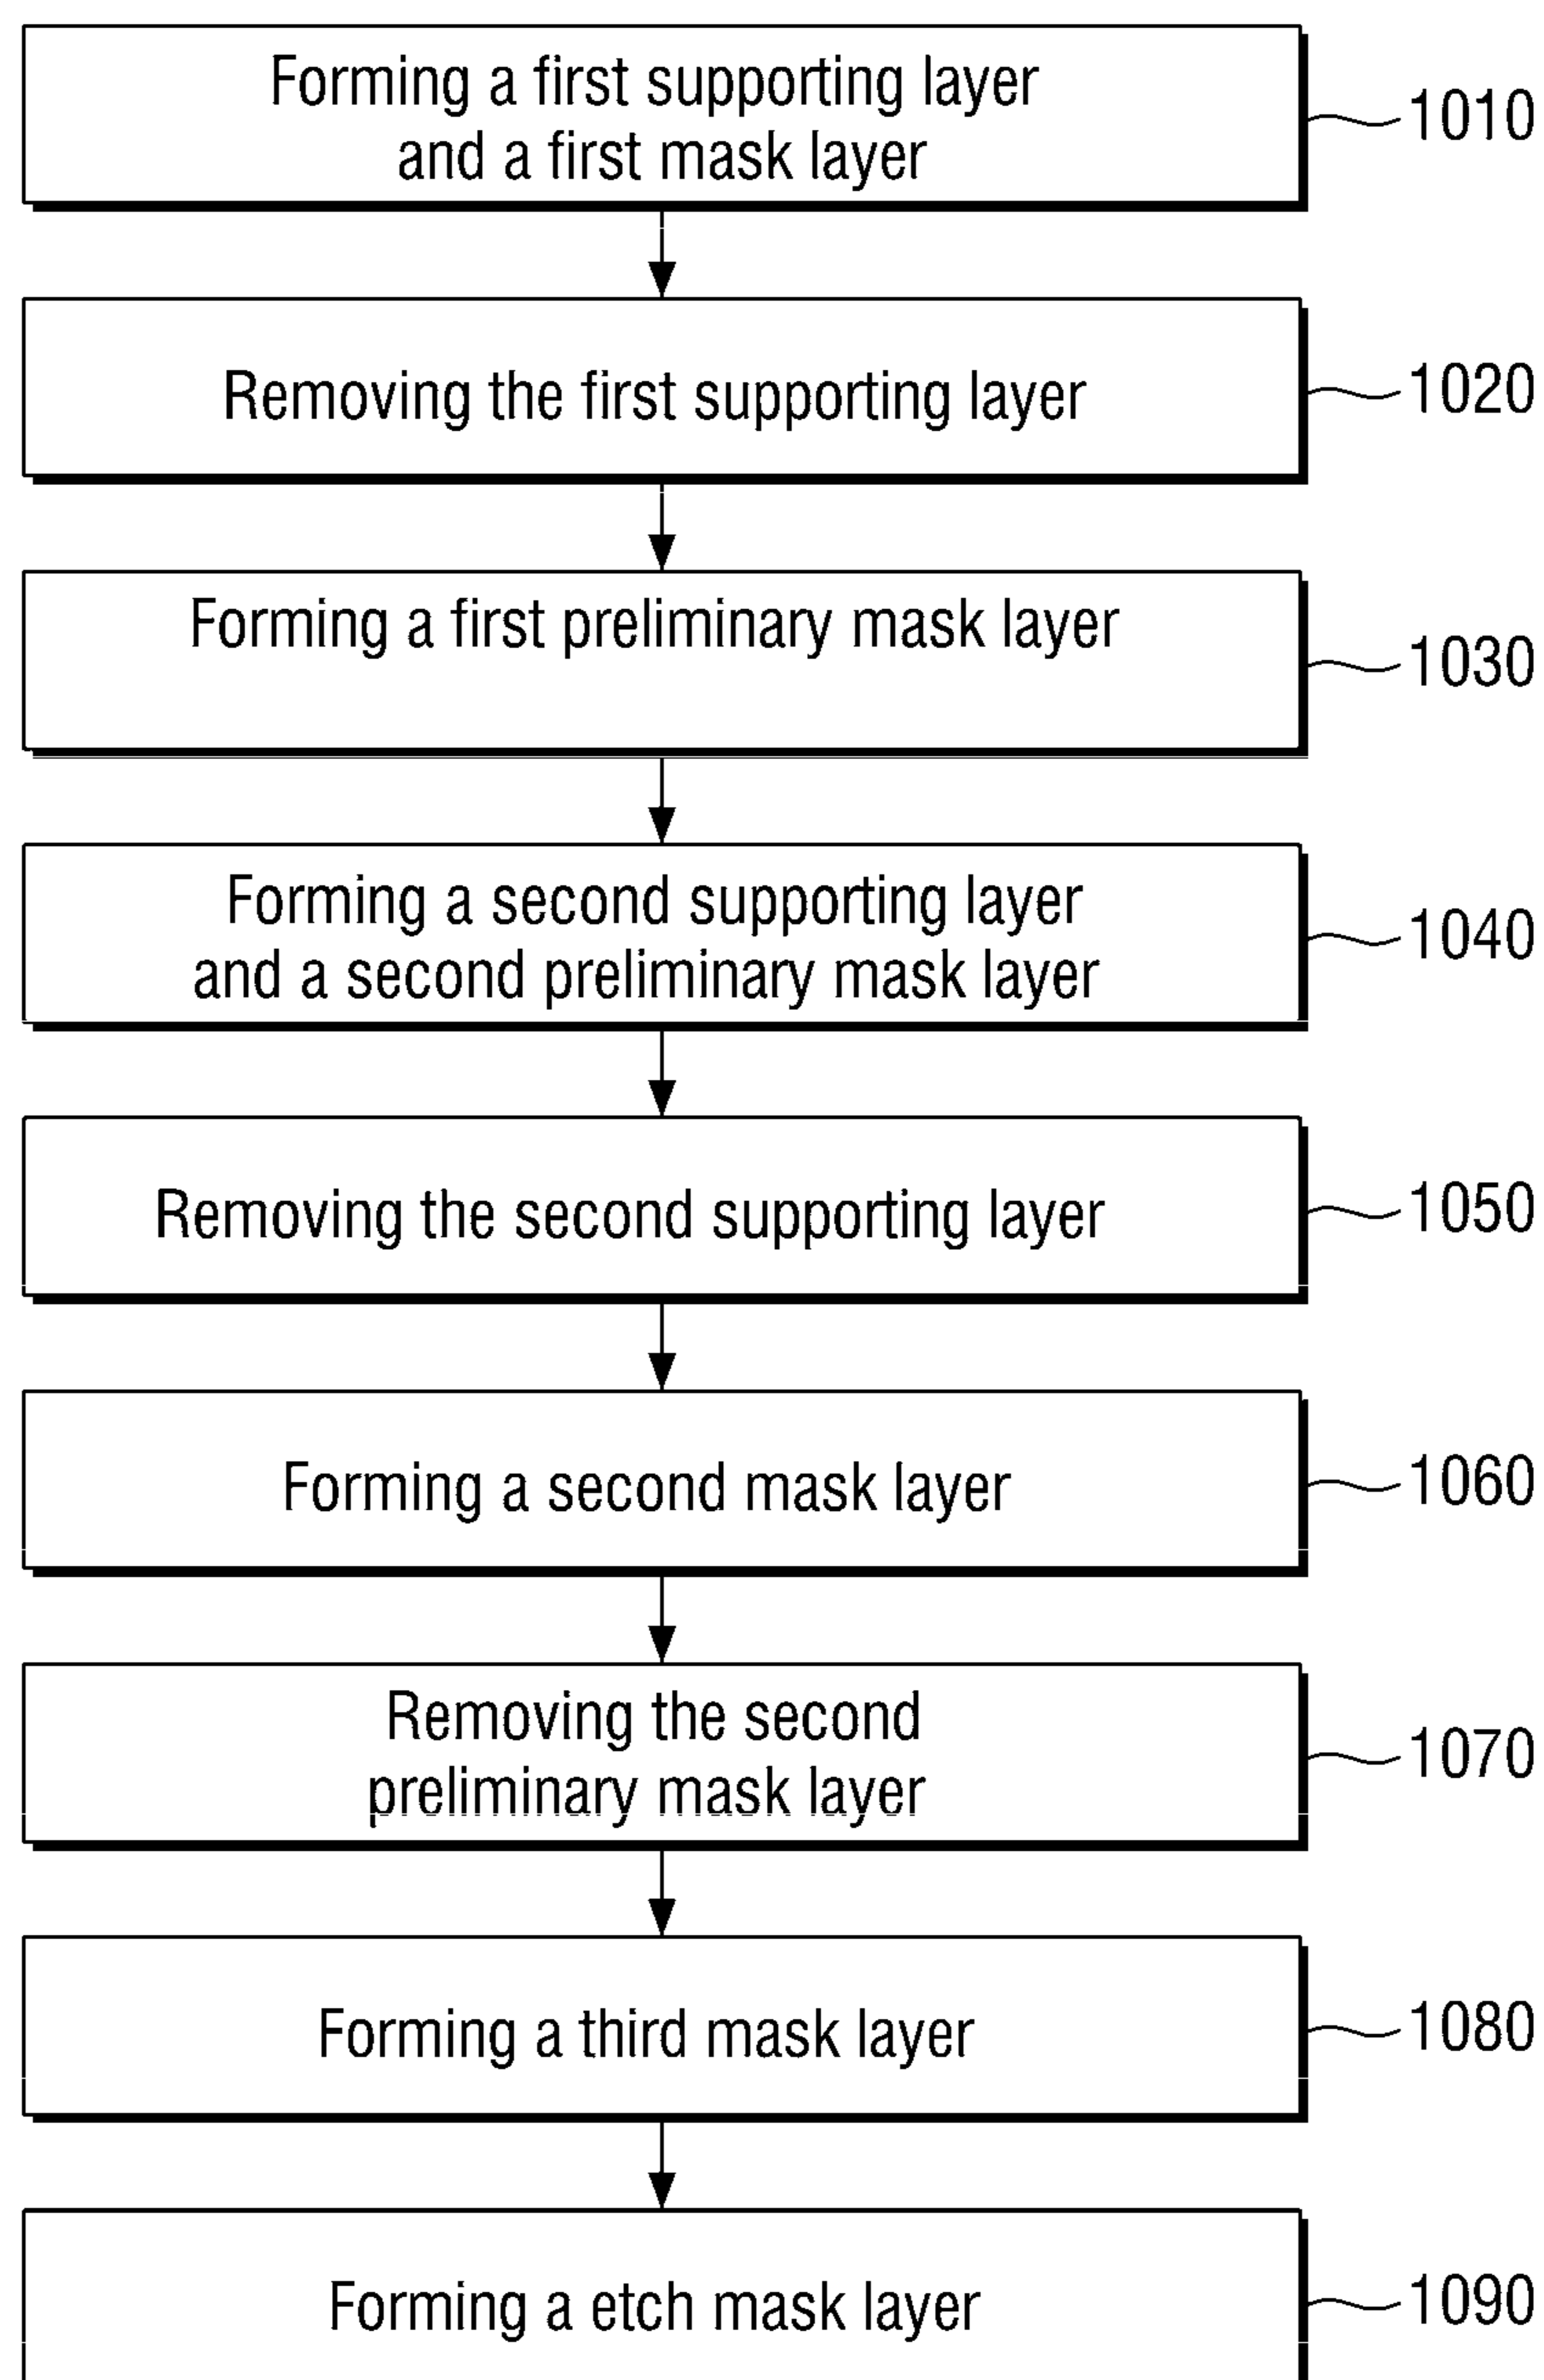 Forming a first supporting layer
and a first mask layer
1010
Removing the first supporting layer
1020
Forming a first preliminary mask layer
1030
Forming a second supporting layer
and a second preliminary mask layer
1040
Removing the second supporting layer
1050
Forming a second mask layer
1060
Removing the second
preliminary mask layer
1070
Forming a third mask layer
1080
Forming a etch mask layer
1090